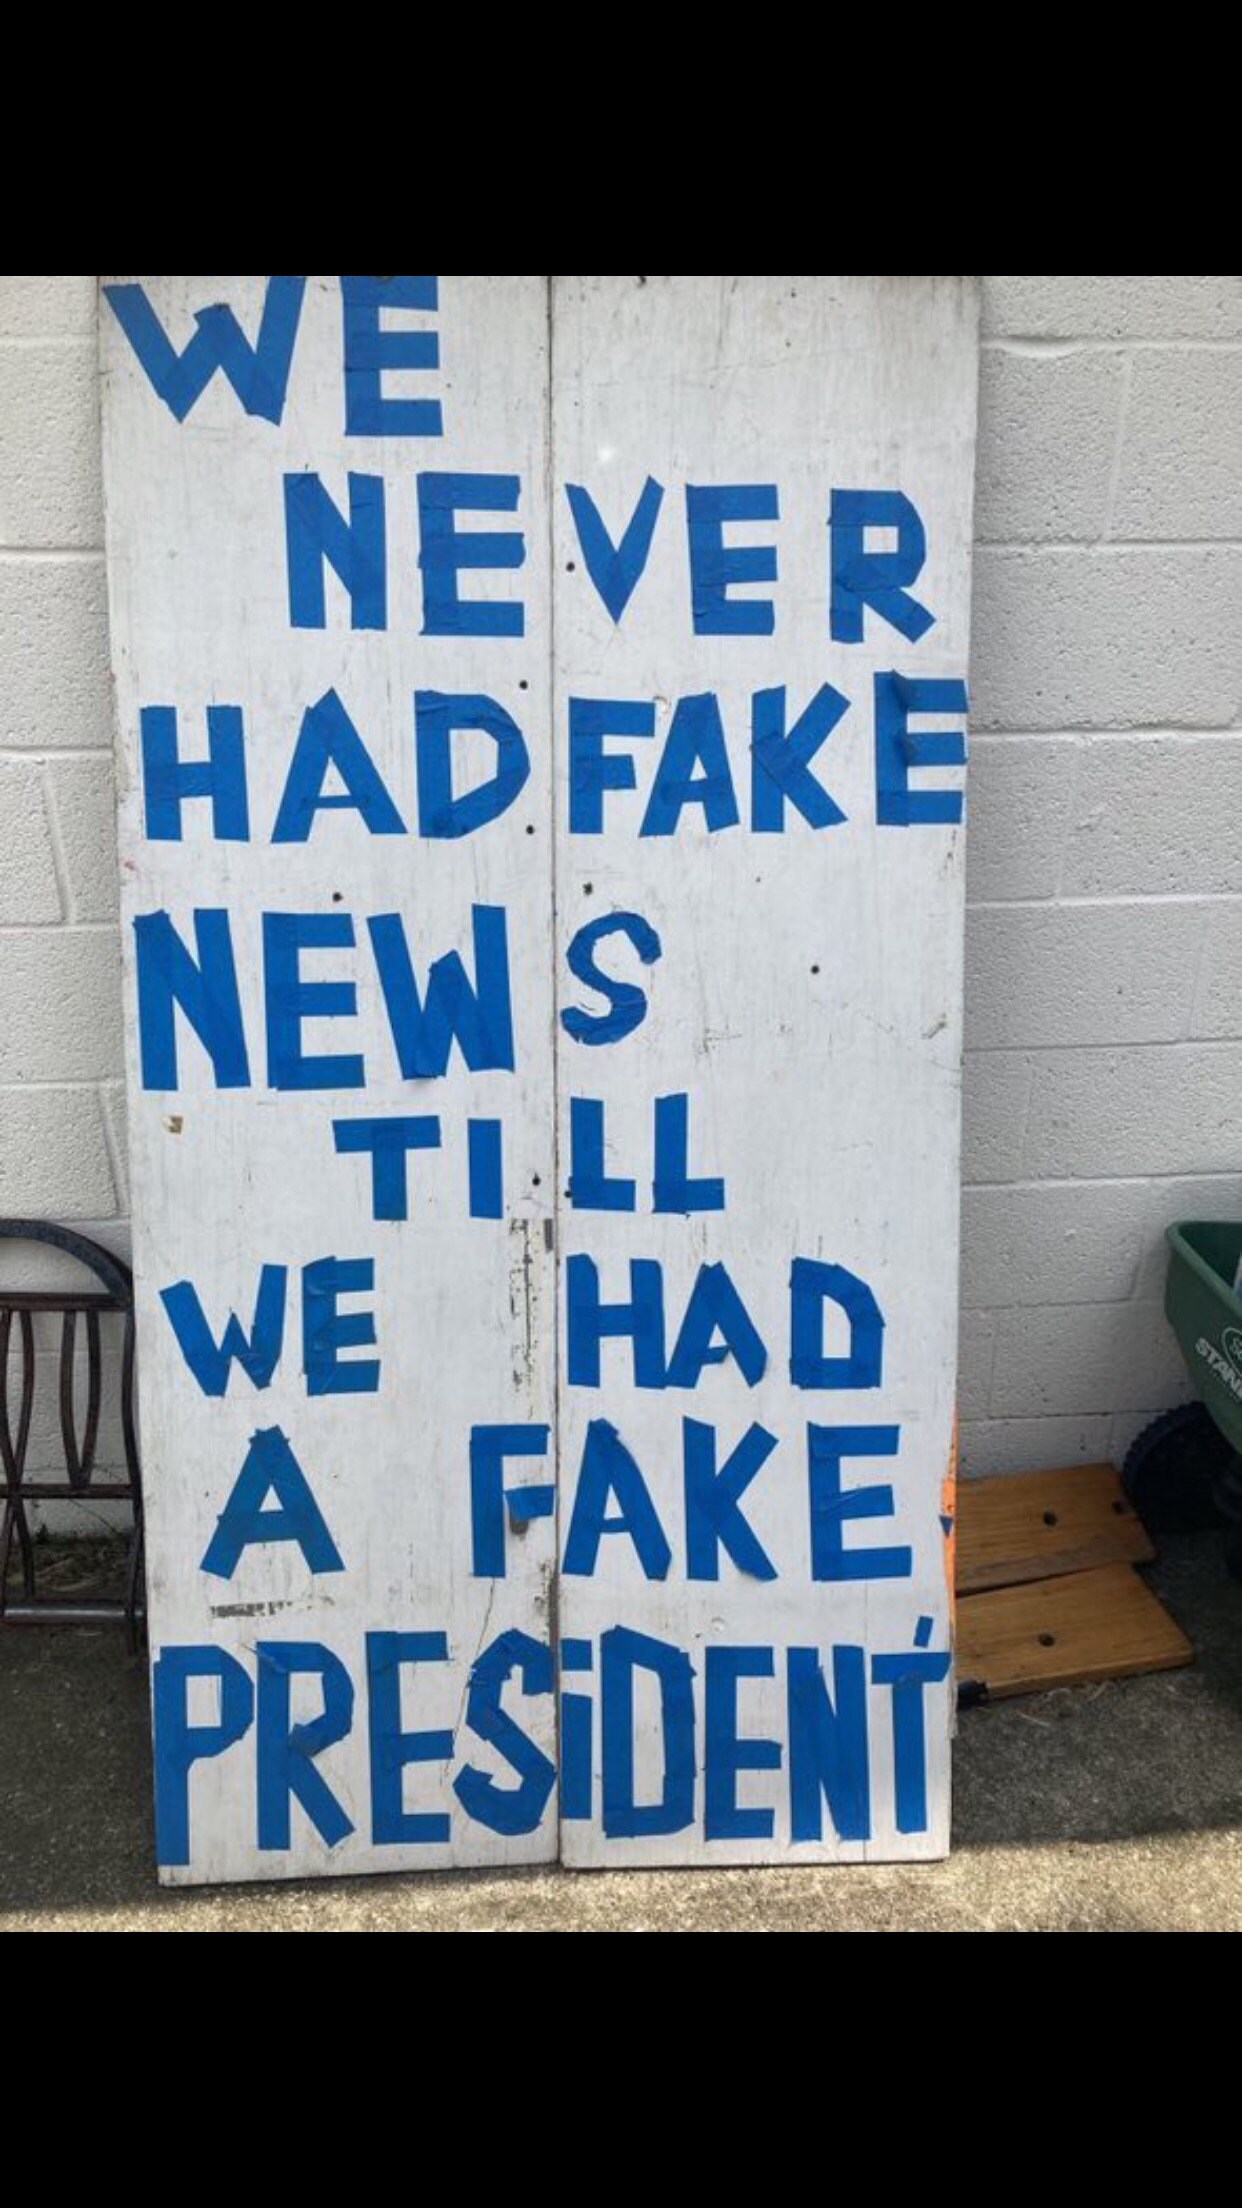 WE
NEVER
HAD FAKE
NEWS
TILL
WE HAD
A FAKE
PRESiDENT